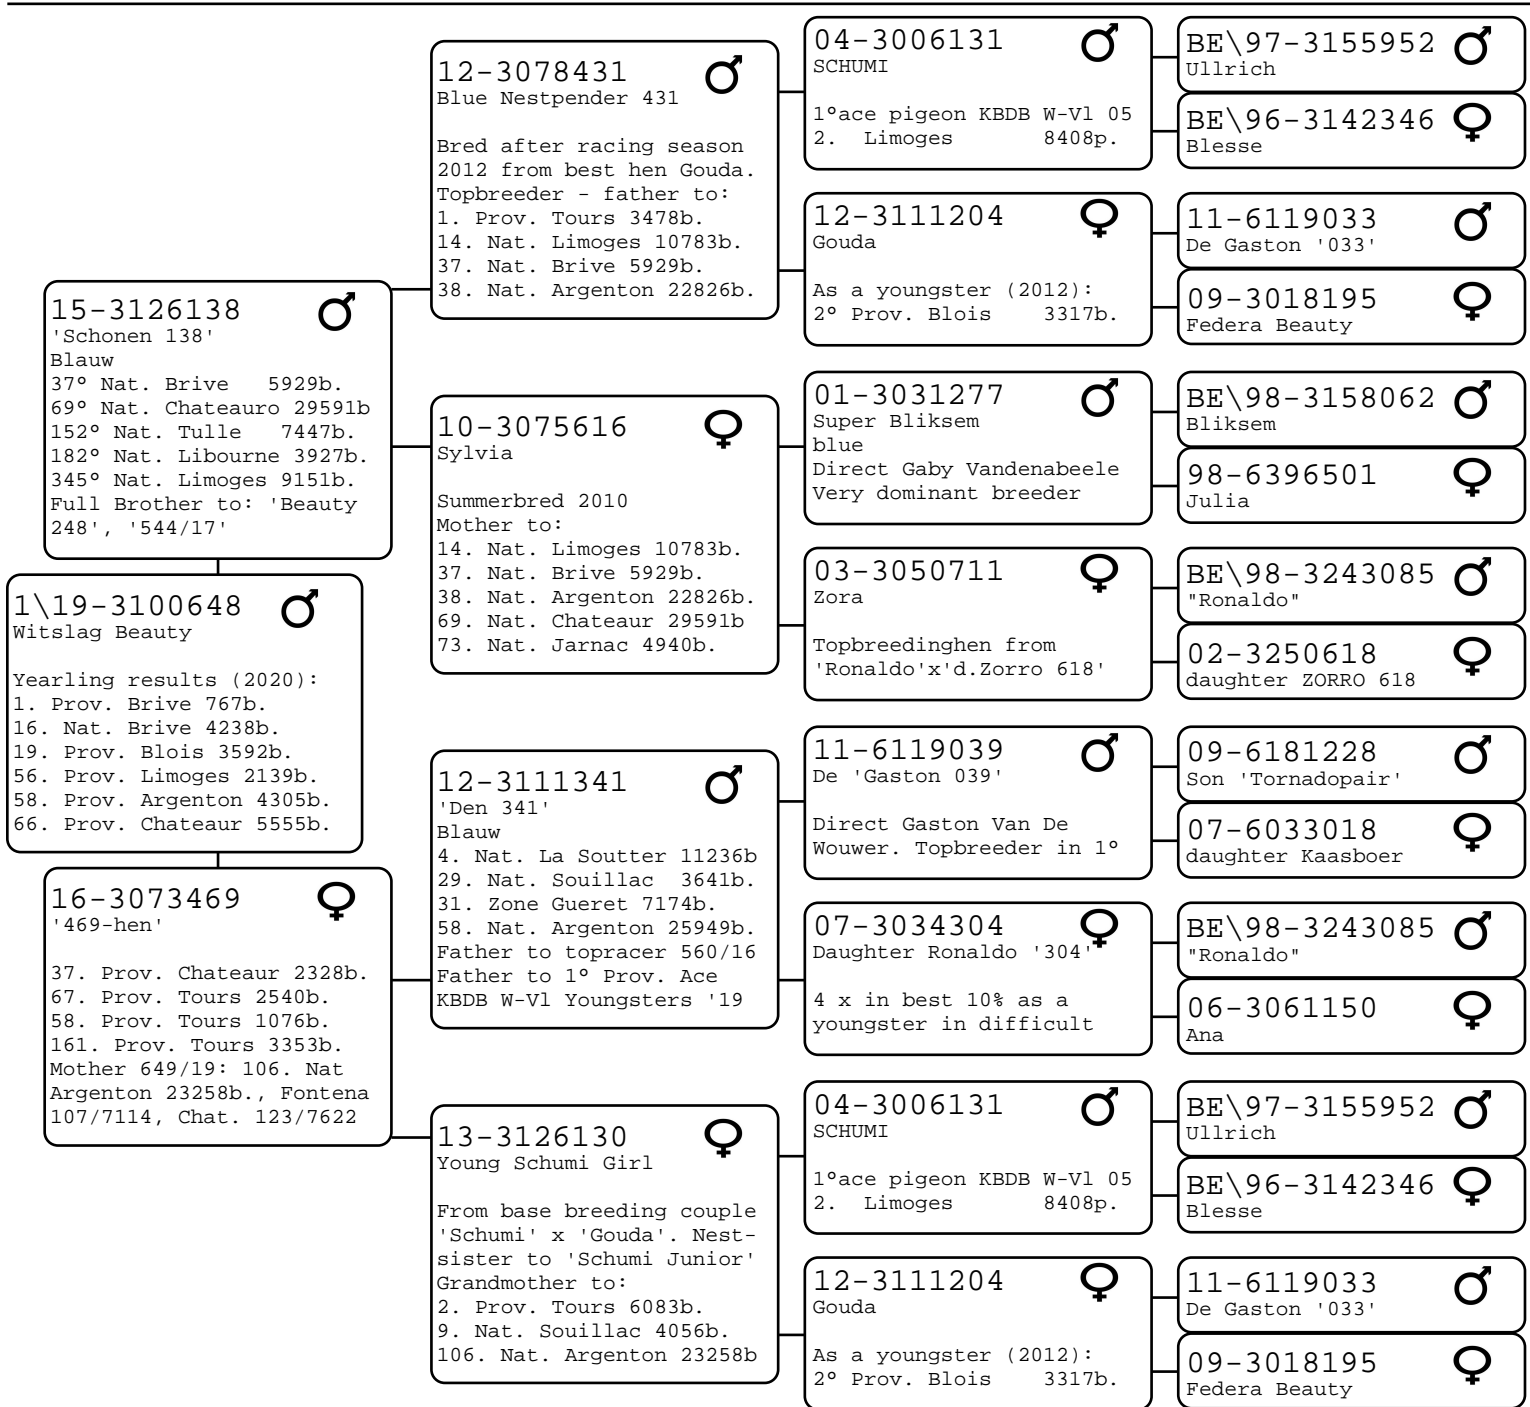 15-3126138
'Schonen 138'
Blauw
37º Nat. Brive 5929b.
69º Nat. Chateauro 29591b
152º Nat. Tulle 7447b.
182º Nat. Libourne 3927b.
345º Nat. Limoges 9151b.
Full Brother to: 'Beauty
248', '544/17'
1\19-3100648
Witslag Beauty
Yearling results (2020):
1. Prov. Brive 767b.
16. Nat. Brive 4238b.
19. Prov. Blois 3592b.
56. Prov. Limoges 2139b.
58. Prov. Argenton 4305b.
66. Prov. Chateaur 5555b.
16-3073469
'469-hen'
37. Prov. Chateaur 2328b.
67. Prov. Tours 2540b.
58. Prov. Tours 1076b.
161. Prov. Tours 3353b.
Mother 649/19: 106. Nat
Argenton 23258b., Fontena
107/7114, Chat. 123/7622
12-3078431
Blue Nestpender 431
Bred after racing season
2012 from best hen Gouda.
Topbreeder - father to:
1. Prov. Tours 3478b.
14. Nat. Limoges 10783b.
37. Nat. Brive 5929b.
38. Nat. Argenton 22826b.
10-3075616
Sylvia
Summerbred 2010
Mother to:
14. Nat. Limoges 10783b.
37. Nat. Brive 5929b.
38. Nat. Argenton 22826b.
69. Nat. Chateaur 29591b
73. Nat. Jarnac 4940b.
12-3111341
'Den 341'
Blauw
4. Nat. La Soutter 11236b
29. Nat. Souillac 3641b.
31. Zone Gueret 7174b.
58. Nat. Argenton 25949b.
Father to topracer 560/16
Father to 1º Prov. Ace
KBDB W-Vl Youngsters '19
13-3126130
Young Schumi Girl
From base breeding couple
'Schumi' x 'Gouda'. Nest-
sister to 'Schumi Junior'
Grandmother to:
2. Prov. Tours 6083b.
9. Nat. Souillac 4056b.
106. Nat. Argenton 23258b
04-3006131
SCHUMI
1ºace pigeon KBDB W-Vl 05
2. Limoges 8408p.
12-3111204
Gouda
As a youngster (2012):
2º Prov. Blois 3317b.
01-3031277
Super Bliksem
blue
Direct Gaby Vandenabeele
Very dominant breeder
03-3050711
Zora
Topbreedinghen from
'Ronaldo'x'd.Zorro 618'
11-6119039
De 'Gaston 039'
Direct Gaston Van De
Wouwer. Topbreeder in 1º
07-3034304
Daughter Ronaldo '304'
4 x in best 10% as a
youngster in difficult
04-3006131
SCHUMI
1ºace pigeon KBDB W-Vl 05
2. Limoges 8408p.
12-3111204
Gouda
As a youngster (2012):
2º Prov. Blois 3317b.
BE\97-3155952
Ullrich
BE\96-3142346
Blesse
11-6119033
De Gaston '033'
09-3018195
Federa Beauty
BE\98-3158062
Bliksem
98-6396501
Julia
BE\98-3243085
"Ronaldo"
02-3250618
daughter ZORRO 618
09-6181228
Son 'Tornadopair'
07-6033018
daughter Kaasboer
BE\98-3243085
"Ronaldo"
06-3061150
Ana
BE\97-3155952
Ullrich
BE\96-3142346
Blesse
11-6119033
De Gaston '033'
09-3018195
Federa Beauty